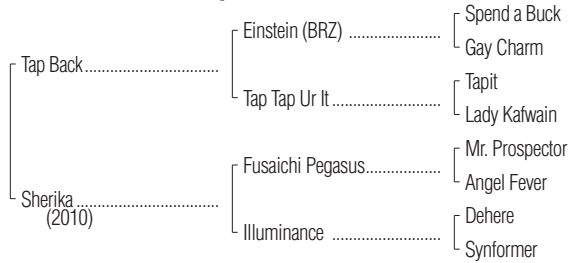 Spend a Buck
Einstein (BRZ) ....................
Gay Charm
Tap Back..............................
Tapit
Tap Tap Ur It........................
Lady Kafwain
Mr. Prospector
Fusaichi Pegasus.................
Angel Fever
Sherika...............................
(2010)
Dehere
Illuminance ........................
Synformer